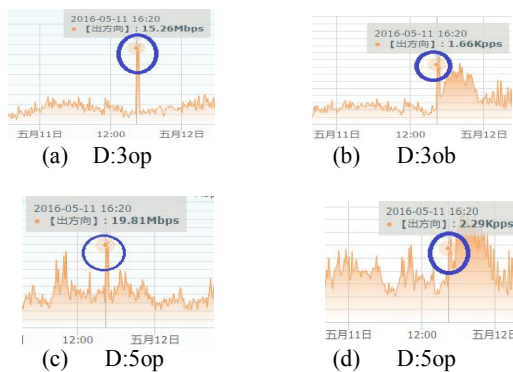 2016-05-11 16:20
【出方向】: 15.26Mbps
五月11日 12:00 五月12日
(a) D:3op
2016-05-11 16:20
【出方向】: 1.66Kpps
五月11日 12:00 五月12日
(b) D:3ob
2016-05-11 16:20
【出方向】: 19.81Mbps
12:00 五月12日
(c) D:5op
2016-05-11 16:20
【出方向】: 2.29Kpps
五月11日 12:00 五月12日
(d) D:5op